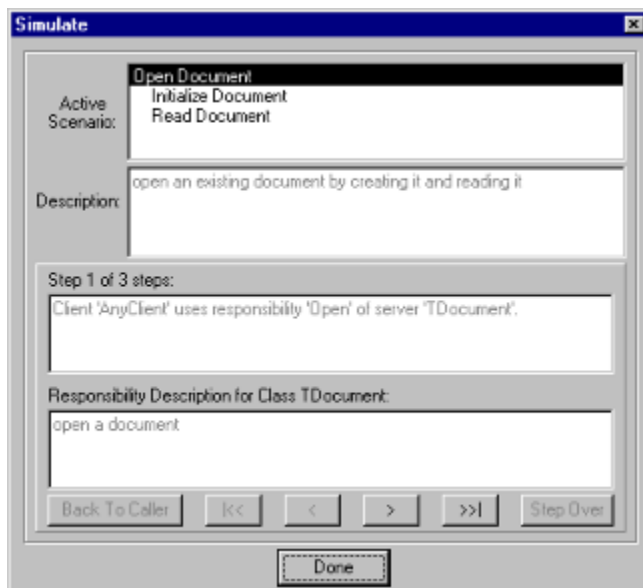 Simulate
Active
Scenario:
Open Document
Initialize Document
Read Document
Description:
open an existing document by creating it and reading it
Step 1 of 3 steps:
Client 'AnyClient' uses responsibility 'Open' of server 'TDocument'.
Responsibility Description for Class TDocument:
open a document
Back To Caller |<< < > >>| Step Over
Done